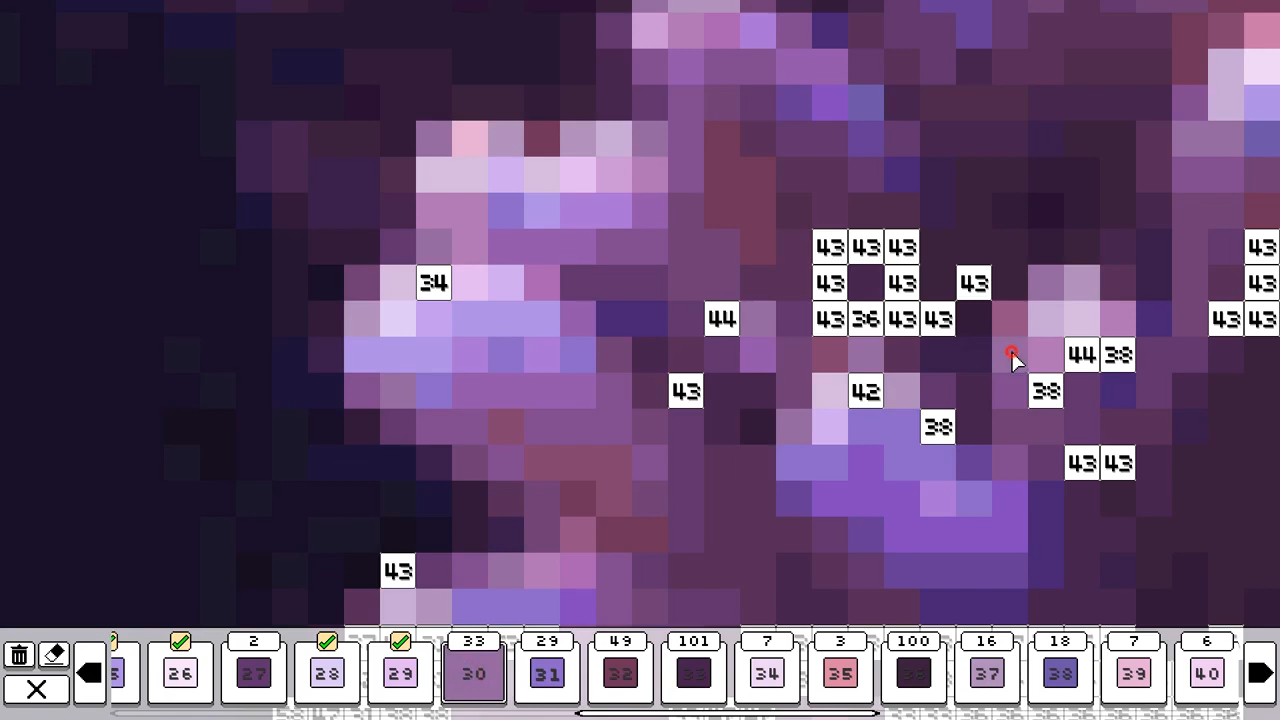 43 43 43 43
34 43 43 43 43
44 43 36 43 43 43 43
44 38
43 42 38
38
43 43
43
2 33 29 49 101 7 3 100 16 18 7 6
26 27 28 29 30 31 32 33 34 35 36 37 38 39 40